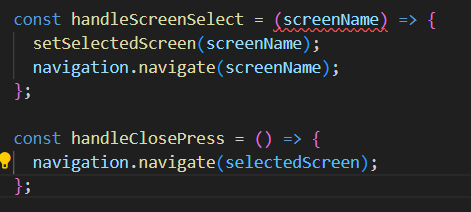 const handleScreenSelect = (screenName) => {
  setSelectedScreen(screenName);
  navigation.navigate(screenName);
};

const handleClosePress = () => {
  navigation.navigate(selectedScreen);
};